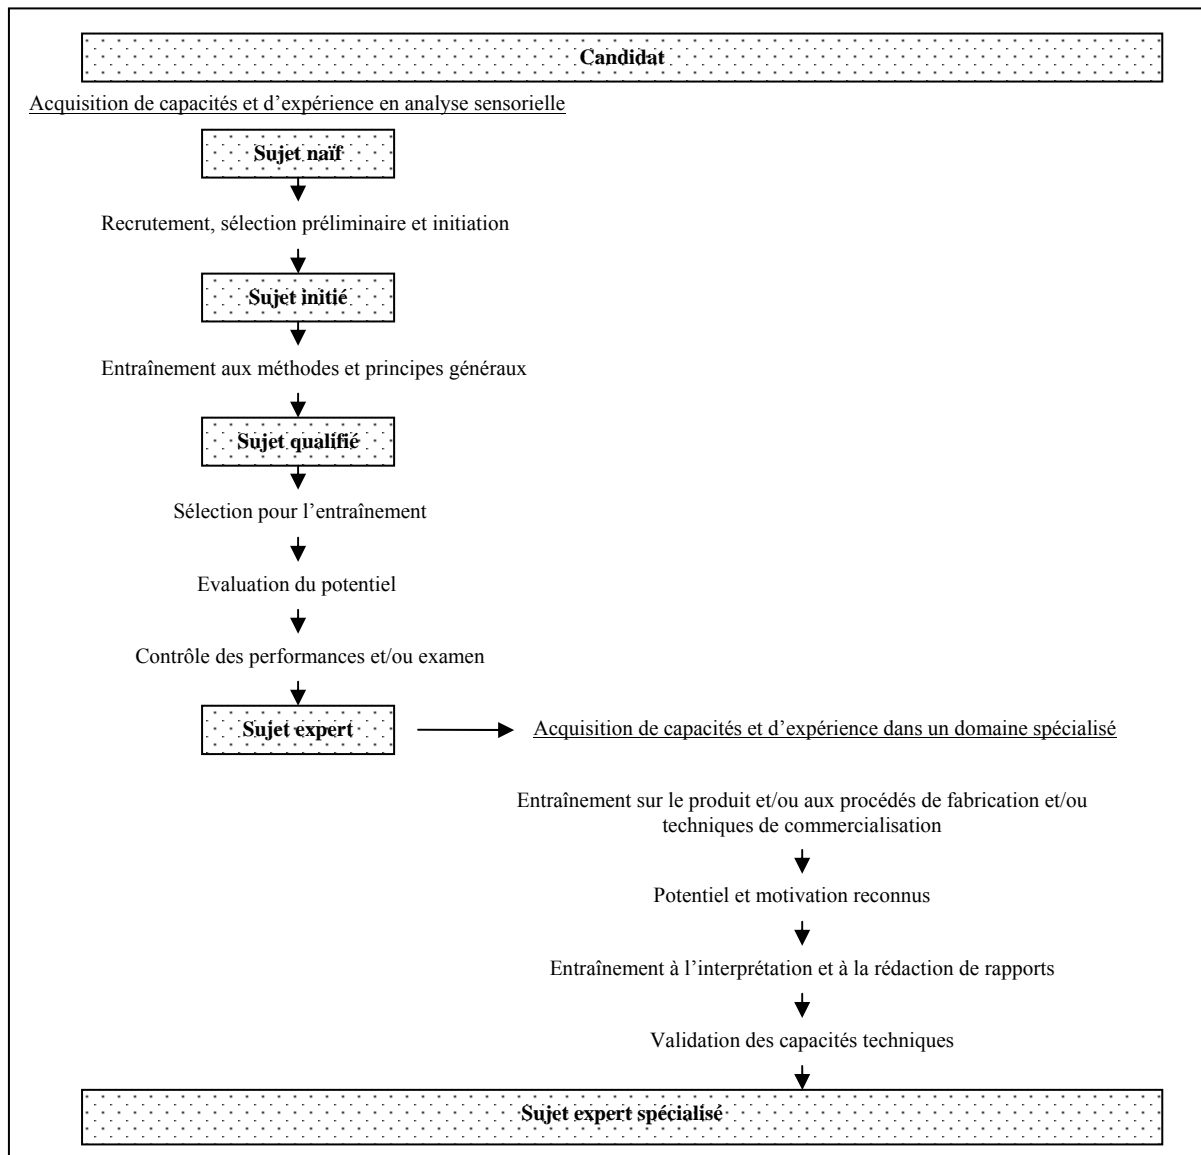 Candidat
Acquisition de capacités et d’expérience en analyse sensorielle
Sujet naïf
Recrutement, sélection préliminaire et initiation
Sujet initié
Entraînement aux méthodes et principes généraux
Sujet qualifié
Sélection pour l’entraînement
Evaluation du potentiel
Contrôle des performances et/ou examen
Sujet expert
Acquisition de capacités et d’expérience dans un domaine spécialisé
Entraînement sur le produit et/ou aux procédés de fabrication et/ou
techniques de commercialisation
Potentiel et motivation reconnus
Entraînement à l’interprétation et à la rédaction de rapports
Validation des capacités techniques
Sujet expert spécialisé